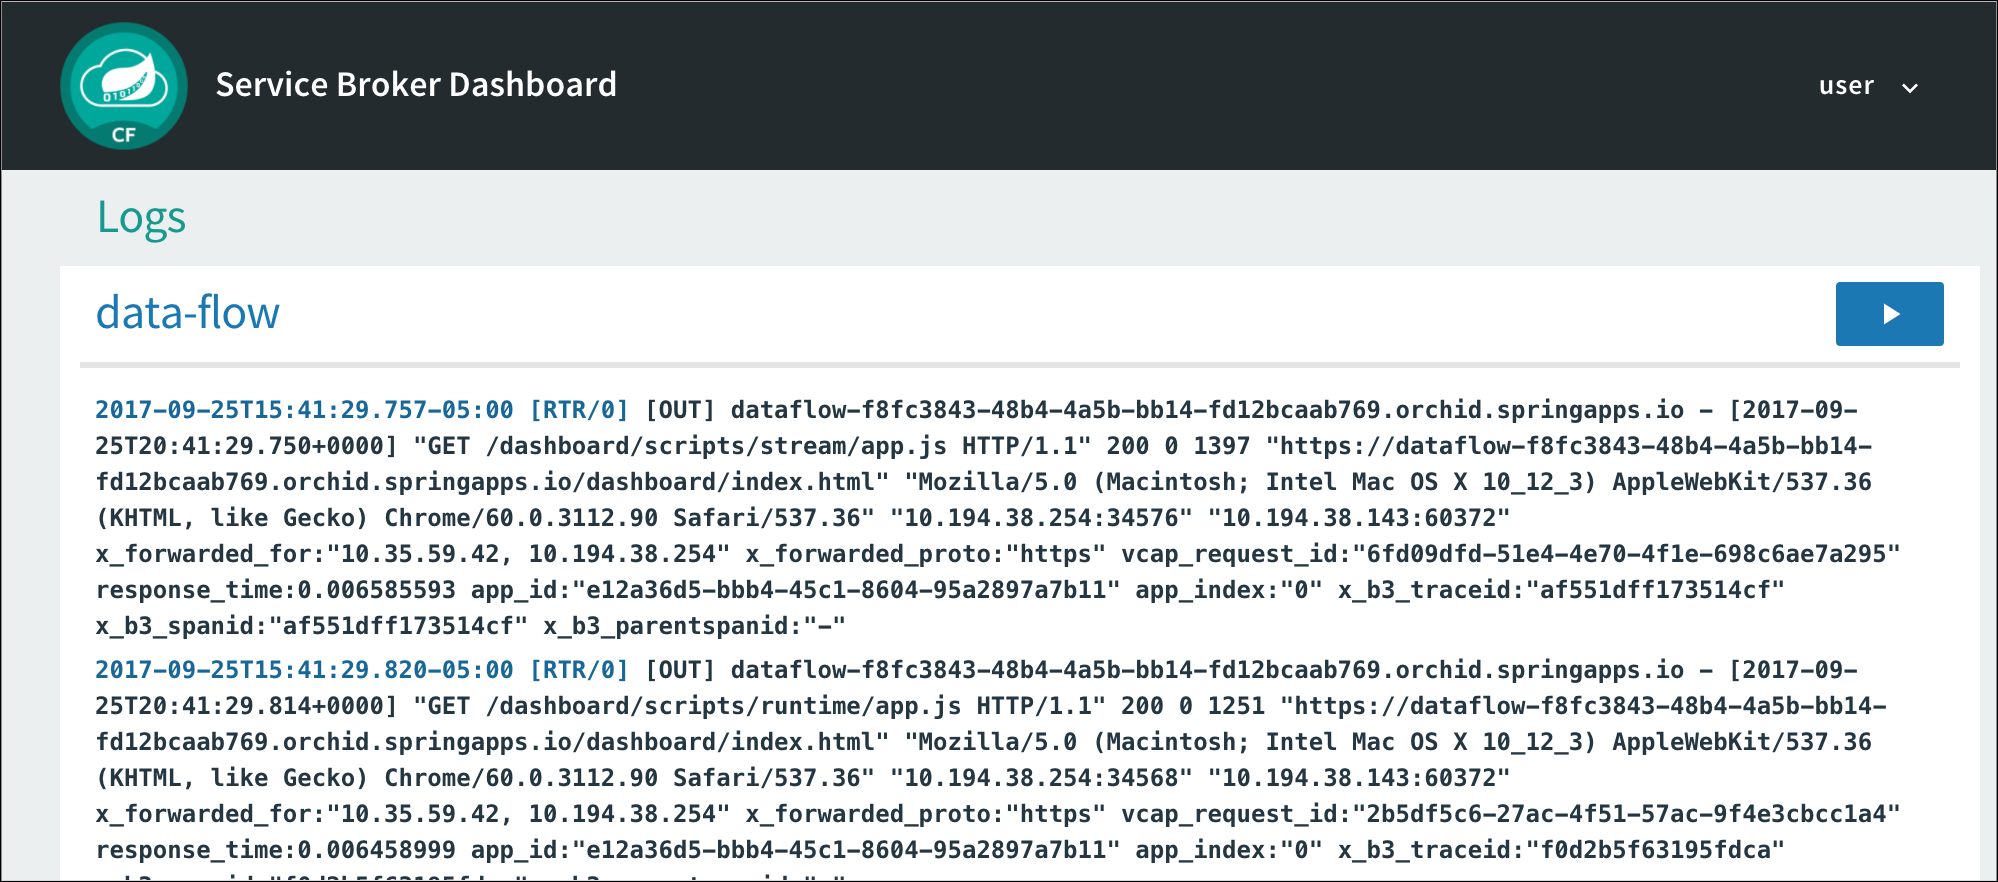 Service Broker Dashboard
user
010110
CF
Logs
data-flow
2017-09-25T15:41:29.757-05:00 [RTR/0] [OUT] dataflow-f8fc3843-48b4-4a5b-bb14-fd12bcaab769.orchid.springapps.io - [2017-09-
25T20:41:29.750+0000] "GET /dashboard/scripts/stream/app.js HTTP/1.1" 200 0 1397 "https://dataflow-f8fc3843-48b4-4a5b-bb14-
fd12bcaab769.orchid.springapps.io/dashboard/index.html" "Mozilla/5.0 (Macintosh; Intel Mac OS X 10_12_3) AppleWebKit/537.36
(KHTML, like Gecko) Chrome/60.0.3112.90 Safari/537.36" "10.194.38.254:34576" "10.194.38.143:60372"
x_forwarded_for:"10.35.59.42, 10.194.38.254" x_forwarded_proto:"https" vcap_request_id:"6fd09dfd-51e4-4e70-4f1e-698c6ae7a295"
response_time:0.006585593 app_id:"e12a36d5-bbb4-45c1-8604-95a2897a7b11" app_index:"0" x_b3_traceid:"af551dff173514cf"
x_b3_spanid:"af551dff173514cf" x_b3_parentspanid:"-"
2017-09-25T15:41:29.820-05:00 [RTR/0] [OUT] dataflow-f8fc3843-48b4-4a5b-bb14-fd12bcaab769.orchid.springapps.io - [2017-09-
25T20:41:29.814+0000] "GET /dashboard/scripts/runtime/app.js HTTP/1.1" 200 0 1251 "https://dataflow-f8fc3843-48b4-4a5b-bb14-
fd12bcaab769.orchid.springapps.io/dashboard/index.html" "Mozilla/5.0 (Macintosh; Intel Mac OS X 10_12_3) AppleWebKit/537.36
(KHTML, like Gecko) Chrome/60.0.3112.90 Safari/537.36" "10.194.38.254:34568" "10.194.38.143:60372"
x_forwarded_for:"10.35.59.42, 10.194.38.254" x_forwarded_proto:"https" vcap_request_id:"2b5df5c6-27ac-4f51-57ac-9f4e3cbcc1a4"
response_time:0.006458999 app_id:"e12a36d5-bbb4-45c1-8604-95a2897a7b11" app_index:"0" x_b3_traceid:"f0d2b5f63195fdca"